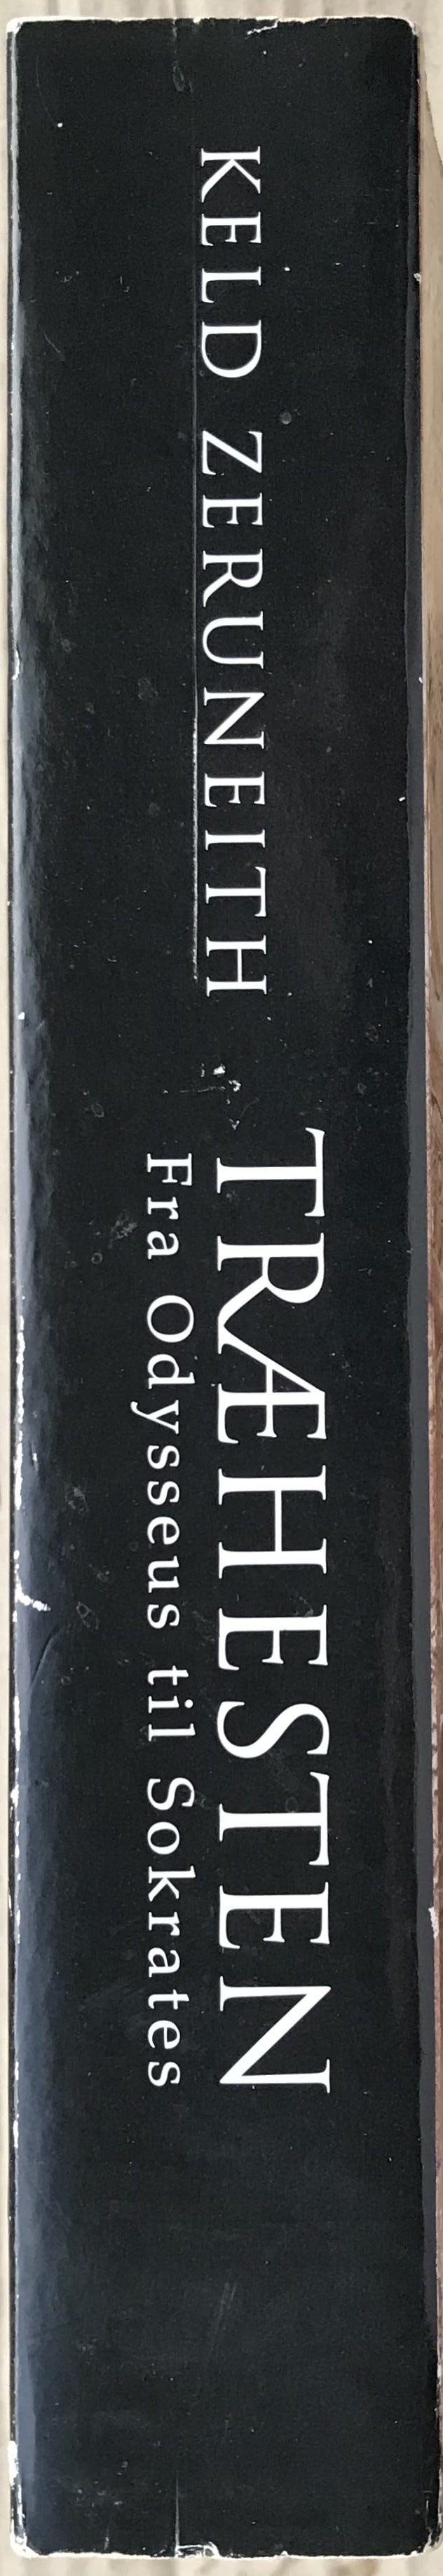 KELD ZERUNEITH
TRÆHESTEN
Fra Odysseus til Sokrates